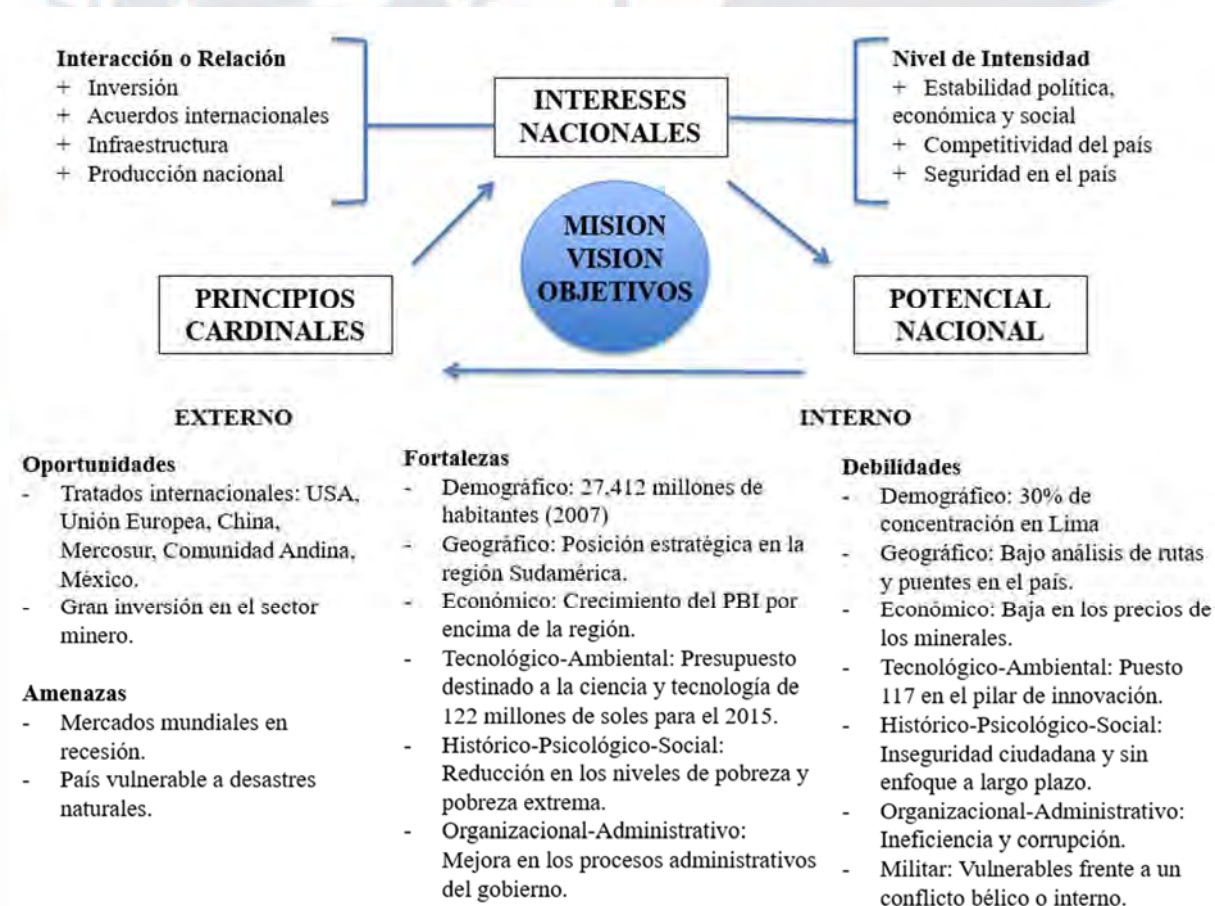 Interacción o Relación
+ Inversión
+ Acuerdos internacionales
+ Infraestructura
+ Producción nacional
INTERESES
NACIONALES
Nivel de Intensidad
+ Estabilidad política,
económica y social
+ Competitividad del país
+ Seguridad en el país
MISION
VISION
OBJETIVOS
PRINCIPIOS
CARDINALES
POTENCIAL
NACIONAL
EXTERNO
INTERNO
Oportunidades
- Tratados internacionales: USA,
Unión Europea, China,
Mercosur, Comunidad Andina,
México.
- Gran inversión en el sector
minero.
Amenazas
- Mercados mundiales en
recesión.
- País vulnerable a desastres
naturales.
Fortalezas
- Demográfico: 27,412 millones de
habitantes (2007)
- Geográfico: Posición estratégica en la
región Sudamérica.
- Económico: Crecimiento del PBI por
encima de la región.
- Tecnológico-Ambiental: Presupuesto
destinado a la ciencia y tecnología de
122 millones de soles para el 2015.
- Histórico-Psicológico-Social:
Reducción en los niveles de pobreza y
pobreza extrema.
- Organizacional-Administrativo:
Mejora en los procesos administrativos
del gobierno.
Debilidades
- Demográfico: 30% de
concentración en Lima
- Geográfico: Bajo análisis de rutas
y puentes en el país.
- Económico: Baja en los precios de
los minerales.
- Tecnológico-Ambiental: Puesto
117 en el pilar de innovación.
- Histórico-Psicológico-Social:
Inseguridad ciudadana y sin
enfoque a largo plazo.
- Organizacional-Administrativo:
Ineficiencia y corrupción.
- Militar: Vulnerables frente a un
conflicto bélico o interno.